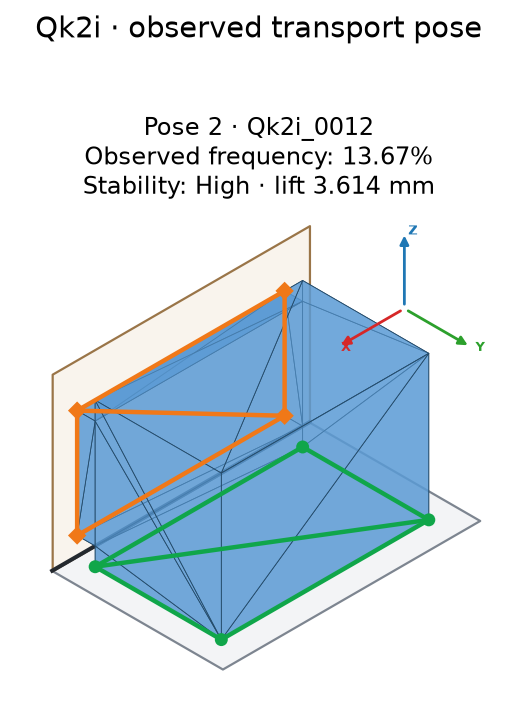 Qk2i · observed transport pose
Pose 2 · Qk2i_0012
Observed frequency: 13.67%
Stability: High · lift 3.614 mm
Z
X
Y